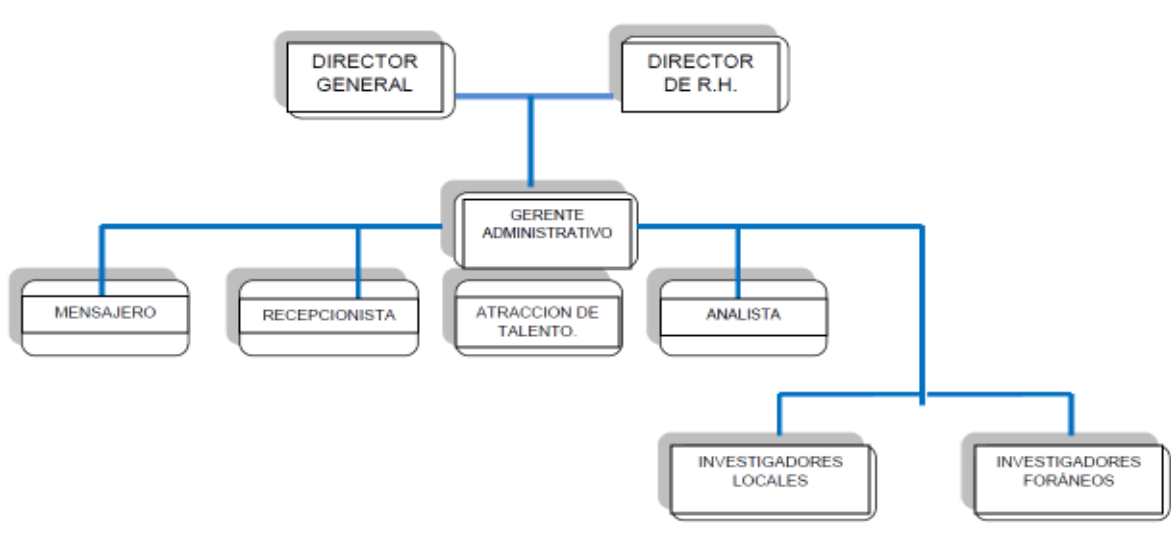 DIRECTOR
GENERAL
DIRECTOR
DE R.H.
GERENTE
ADMINISTRATIVO
MENSAJERO
RECEPCIONISTA
ATRACCION DE
TALENTO.
ANALISTA
INVESTIGADORES
LOCALES
INVESTIGADORES
FORÁNEOS